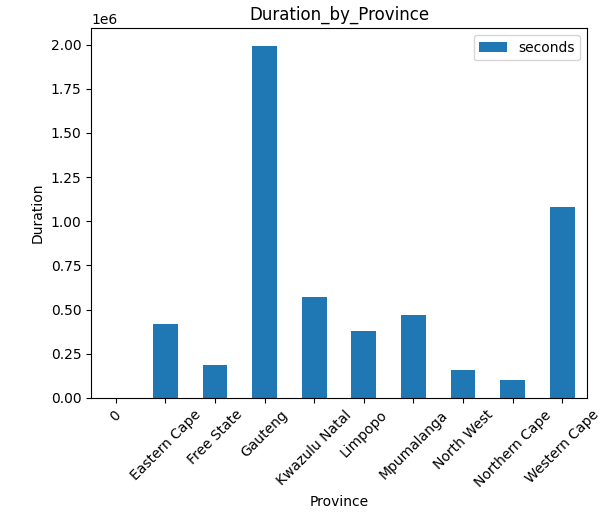 Duration_by_Province
1e6
seconds
2.00
1.75
1.50
1.25
1.00
0.75
0.50
0.25
0.00
Duration
0
Eastern Cape
Free State
Gauteng
Kwazulu Natal
Limpopo
Mpumalanga
North West
Northern Cape
Western Cape
Province